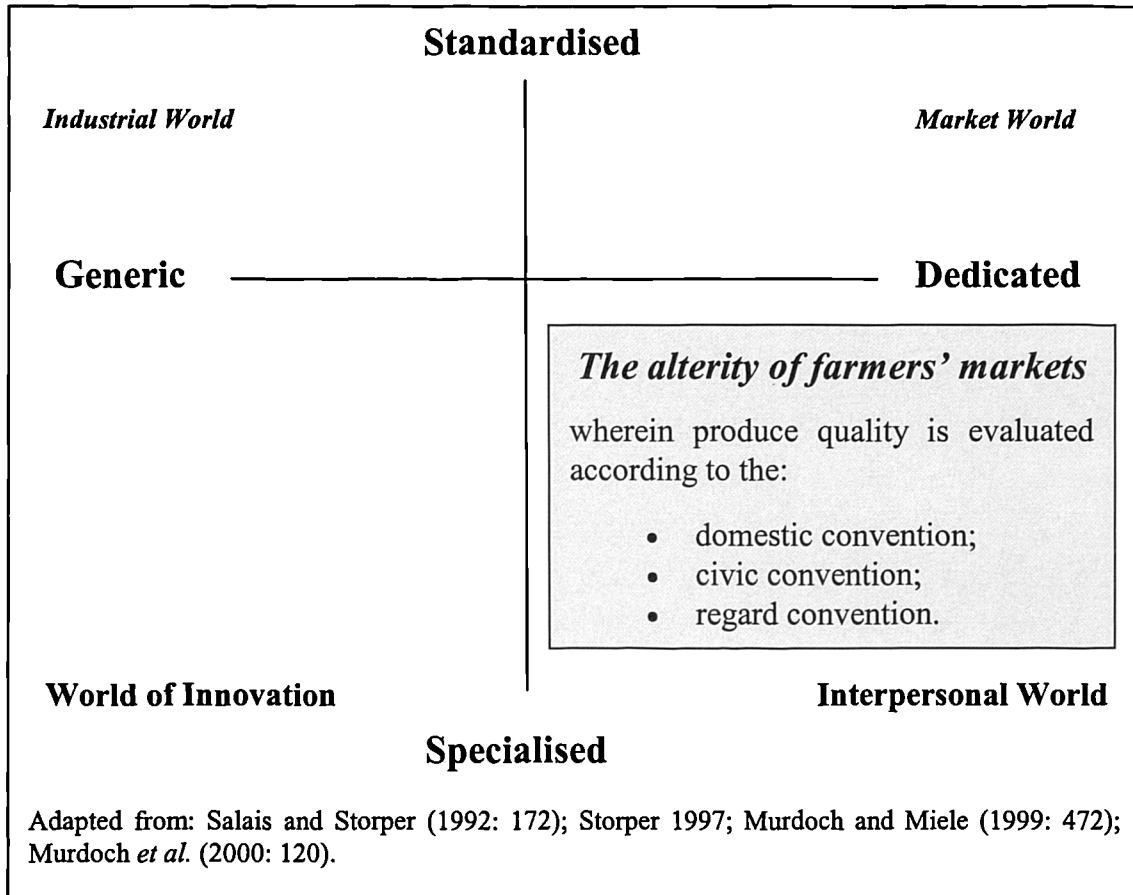 Standardised
Industrial World
Market World
Generic
Dedicated
The alterity of farmers’ markets
wherein produce quality is evaluated
according to the:
• domestic convention;
• civic convention;
• regard convention.
World of Innovation
Interpersonal World
Specialised
Adapted from: Salais and Storper (1992: 172); Storper 1997; Murdoch and Miele (1999: 472);
Murdoch et al. (2000: 120).